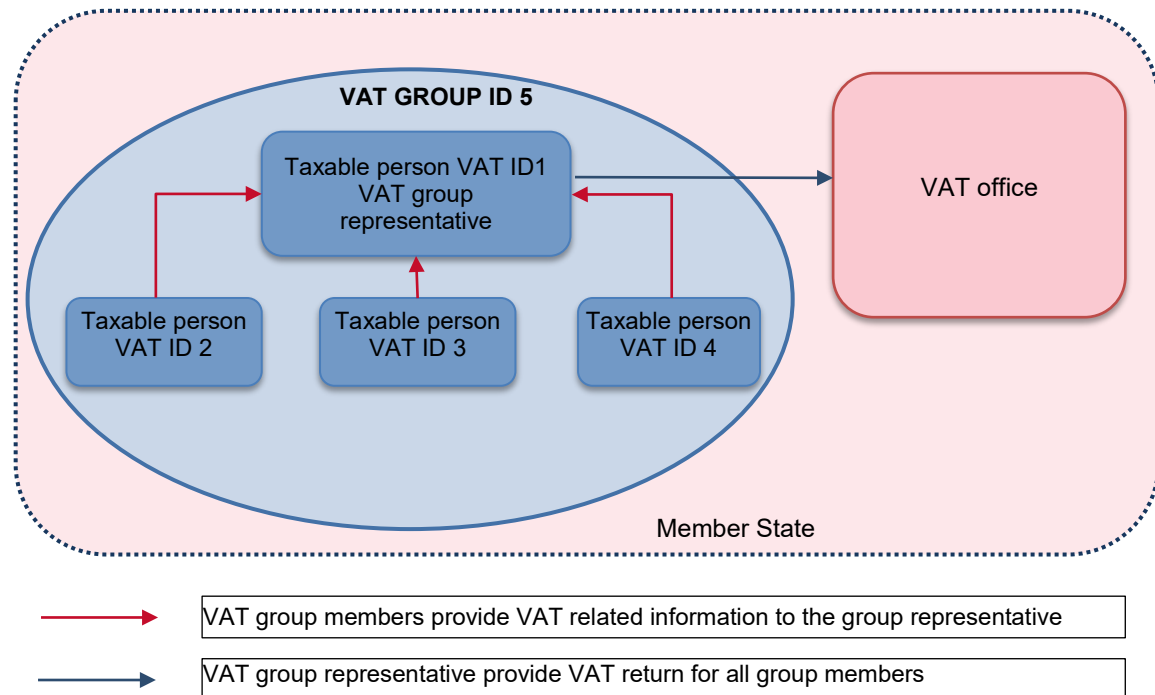 VAT GROUP ID 5
Taxable person VAT ID1
VAT group
representative
VAT office
Taxable person
VAT ID 2
Taxable person
VAT ID 3
Taxable person
VAT ID 4
Member State
VAT group members provide VAT related information to the group representative
VAT group representative provide VAT return for all group members